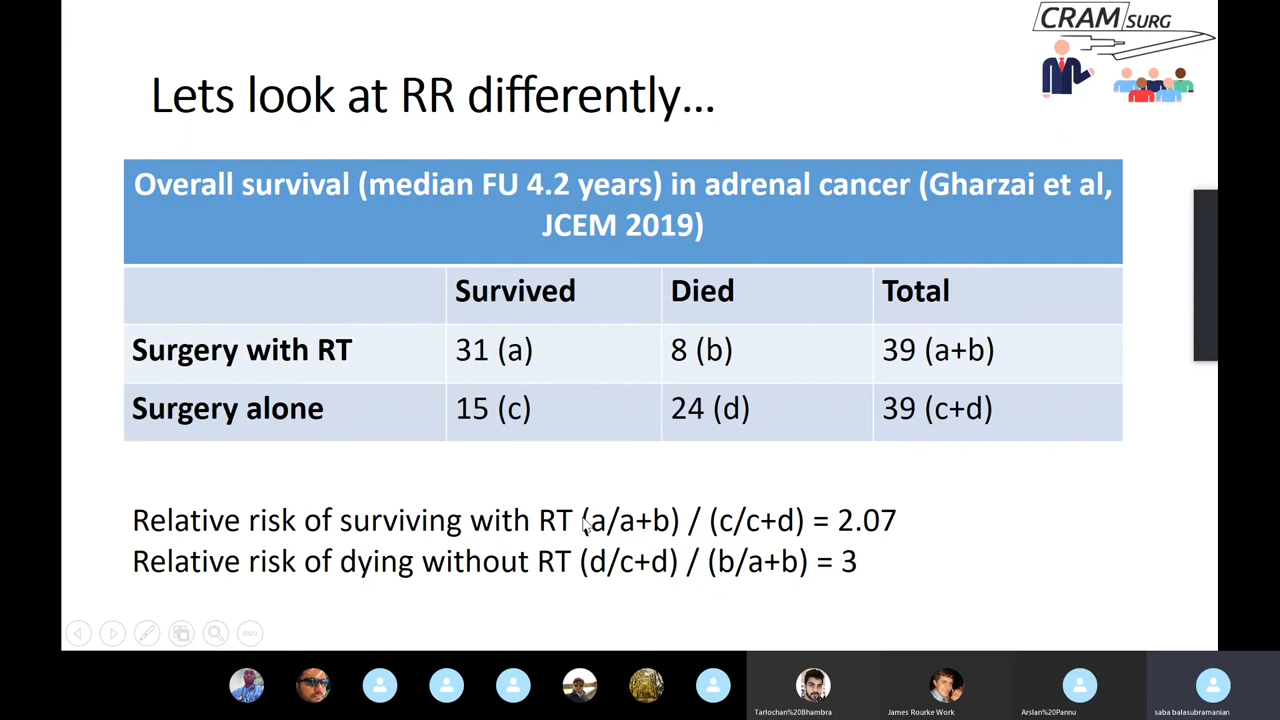 CRAMSURG
Lets look at RR differently...
Overall survival (median FU 4.2 years) in adrenal cancer (Gharzai et al,
JCEM 2019)
Survived Died Total
Surgery with RT 31 (a) 8 (b) 39 (a+b)
Surgery alone 15 (c) 24 (d) 39 (c+d)
Relative risk of surviving with RT (a/a+b) / (c/c+d) = 2.07
Relative risk of dying without RT (d/c+d) / (b/a+b) = 3
Tarlochan%20Bhambra James Rourke Work Arslan%20Pannu saba balasubramanian